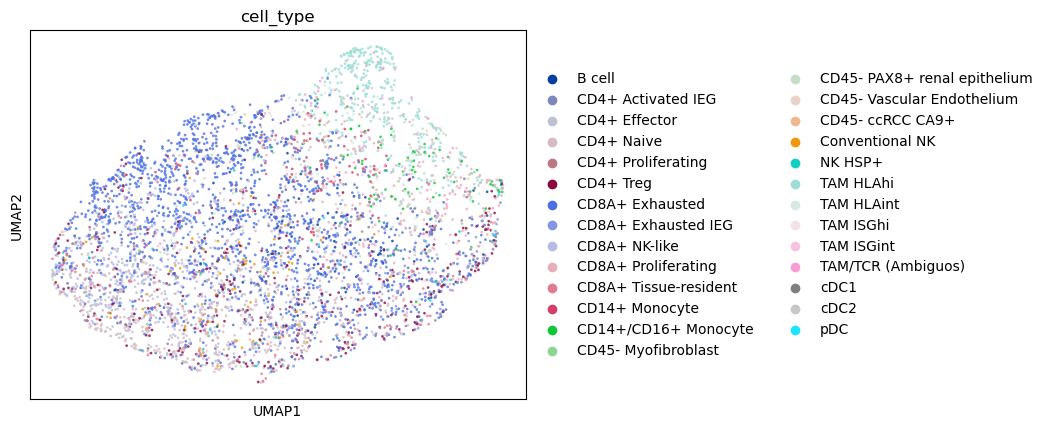 cell_type
UMAP2
UMAP1
B cell
CD4+ Activated IEG
CD4+ Effector
CD4+ Naive
CD4+ Proliferating
CD4+ Treg
CD8A+ Exhausted
CD8A+ Exhausted IEG
CD8A+ NK-like
CD8A+ Proliferating
CD8A+ Tissue-resident
CD14+ Monocyte
CD14+/CD16+ Monocyte
CD45- Myofibroblast
CD45- PAX8+ renal epithelium
CD45- Vascular Endothelium
CD45- ccRCC CA9+
Conventional NK
NK HSP+
TAM HLAhi
TAM HLAint
TAM ISGhi
TAM ISGint
TAM/TCR (Ambiguos)
cDC1
cDC2
pDC